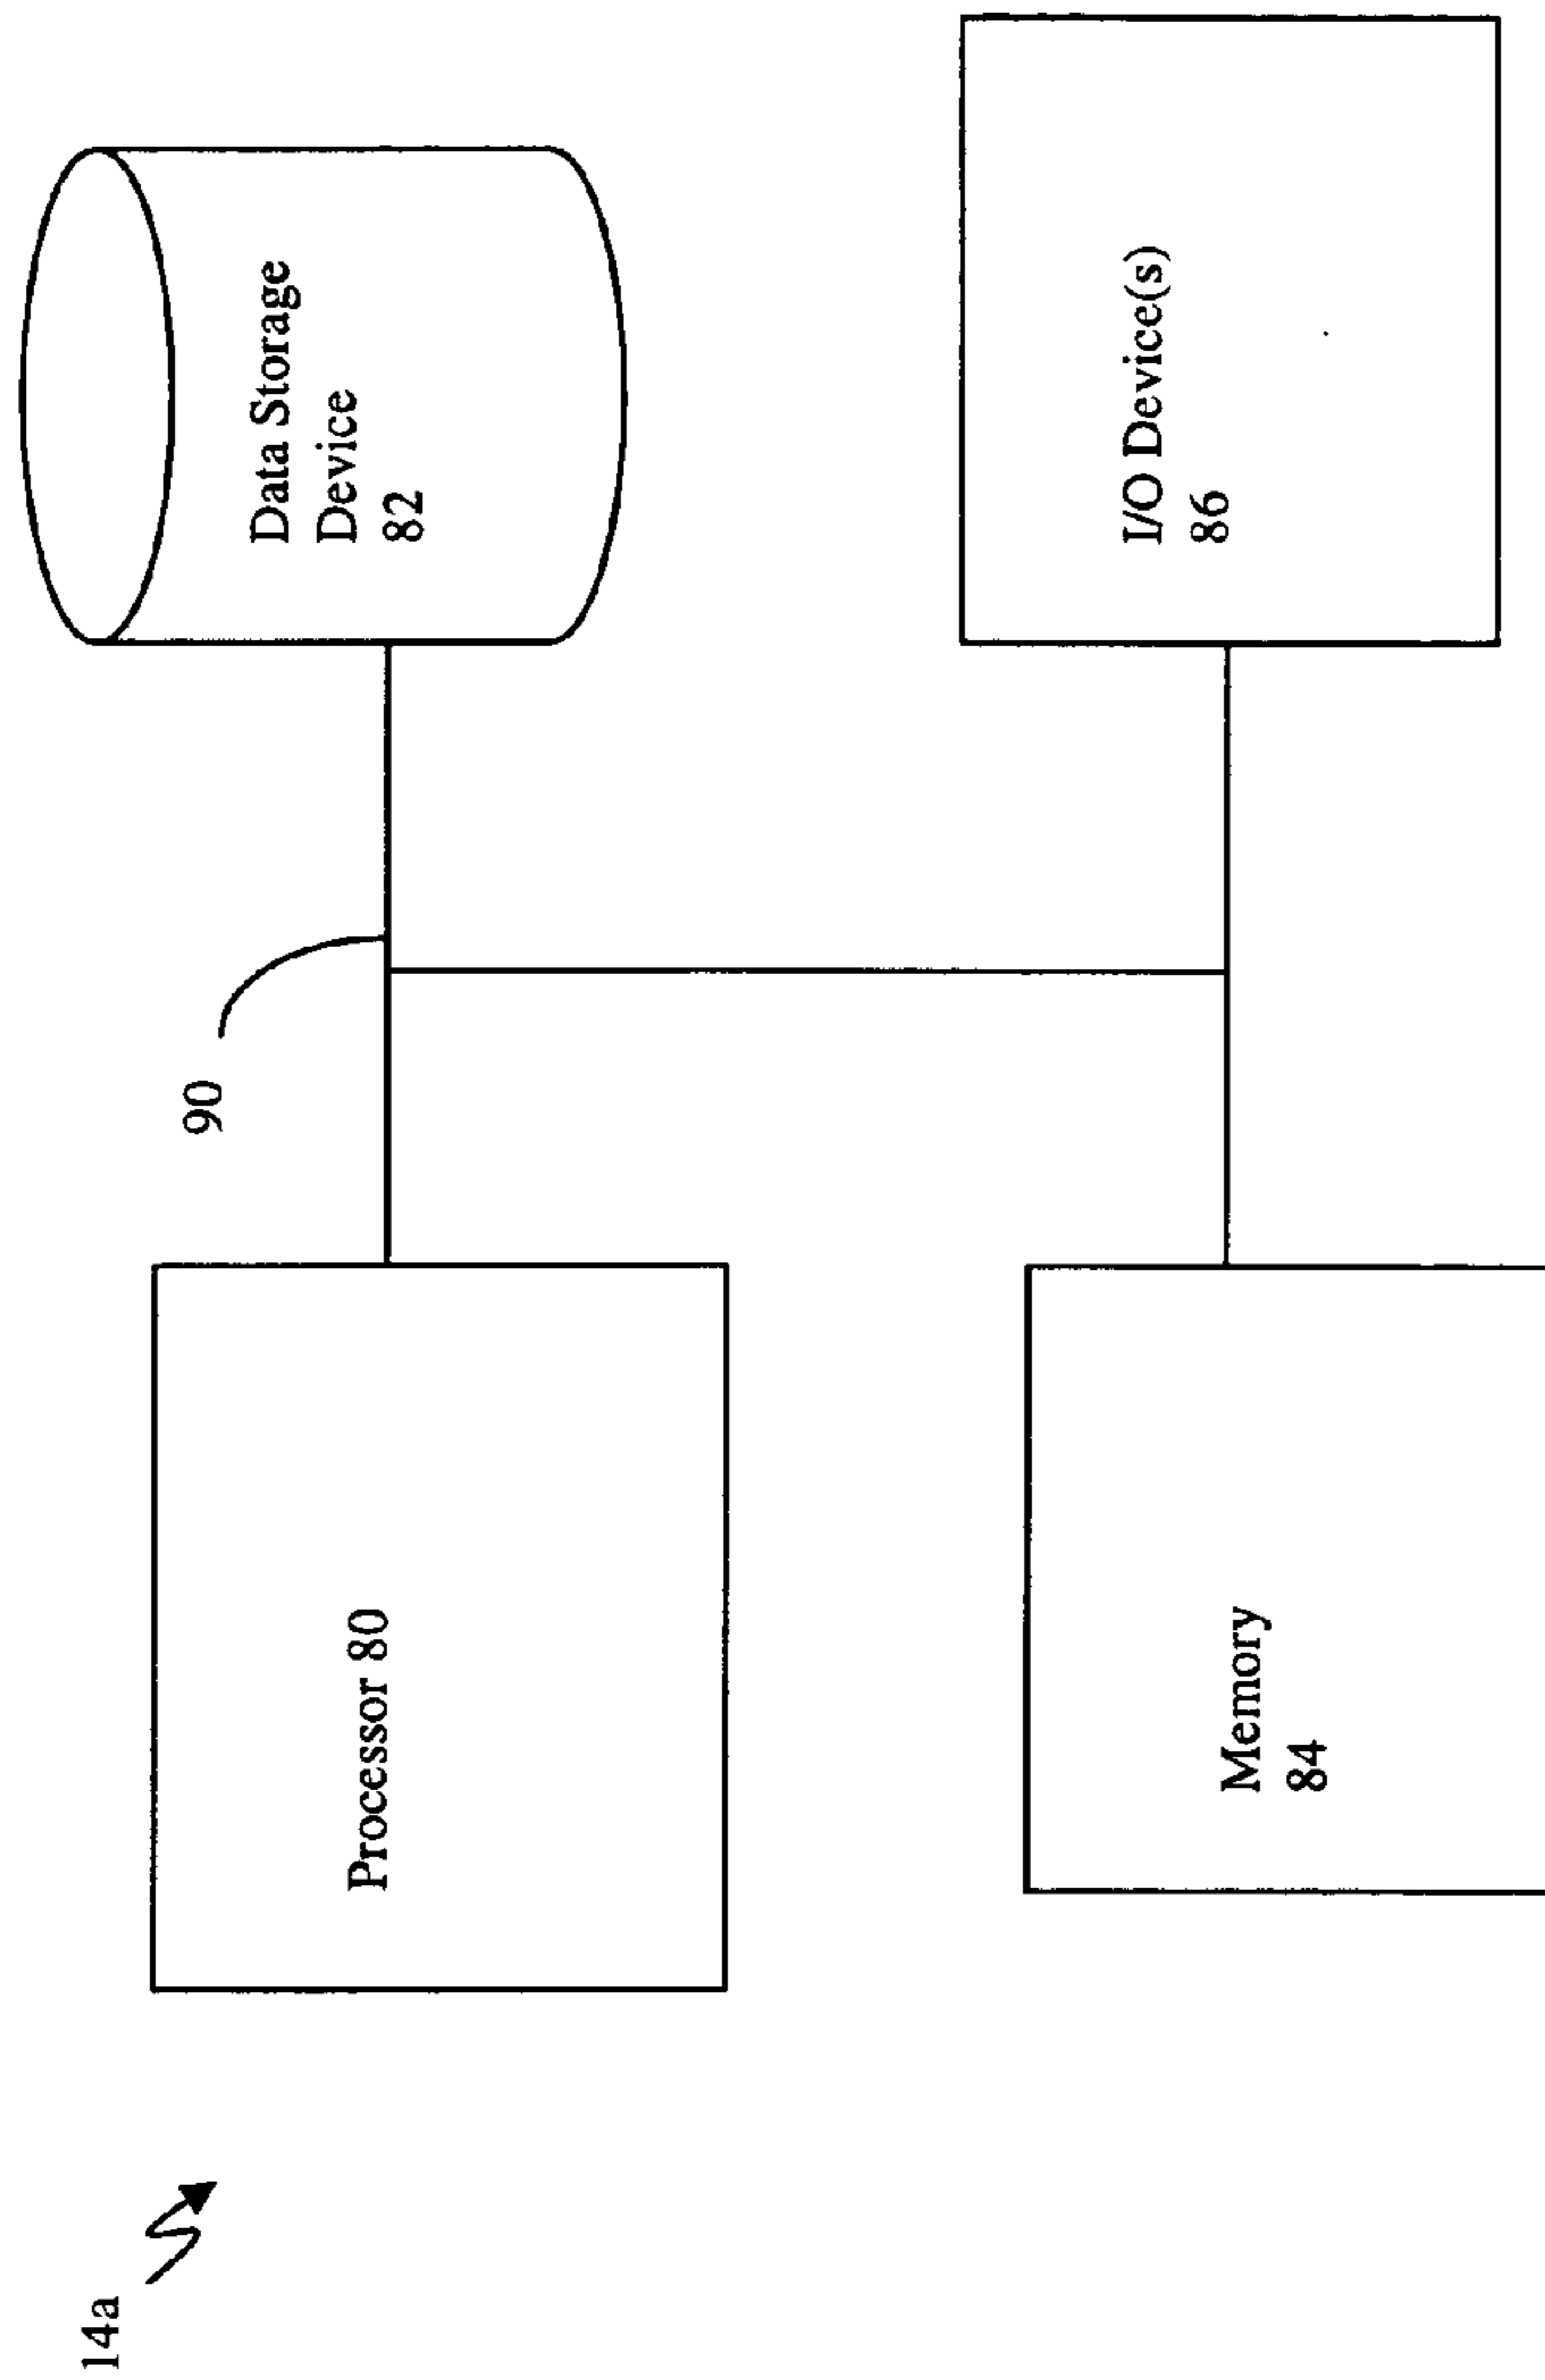 14a
Processor 80
90
Data Storage
Device
82
Memory
84
I/O Device(s)
86